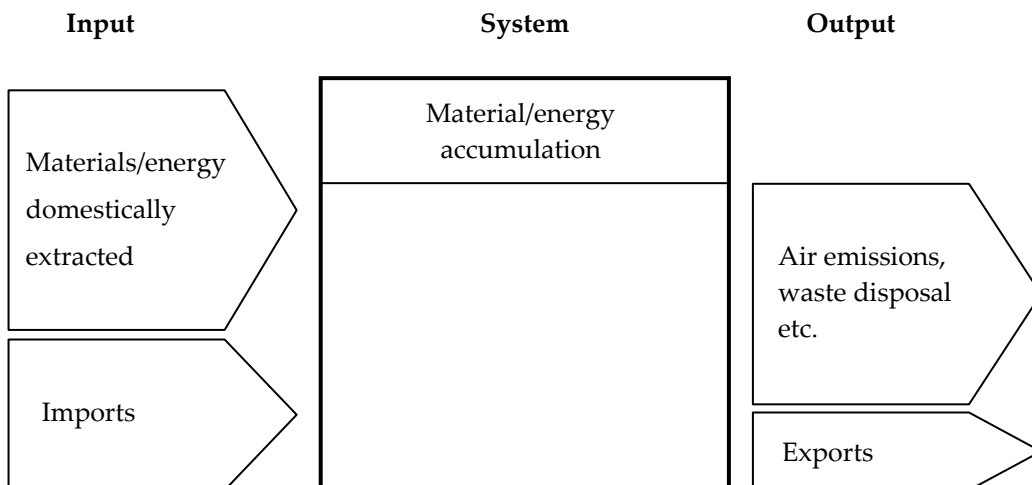 Input
System
Output
Material/energy
accumulation
Materials/energy
domestically
extracted
Air emissions,
waste disposal
etc.
Imports
Exports